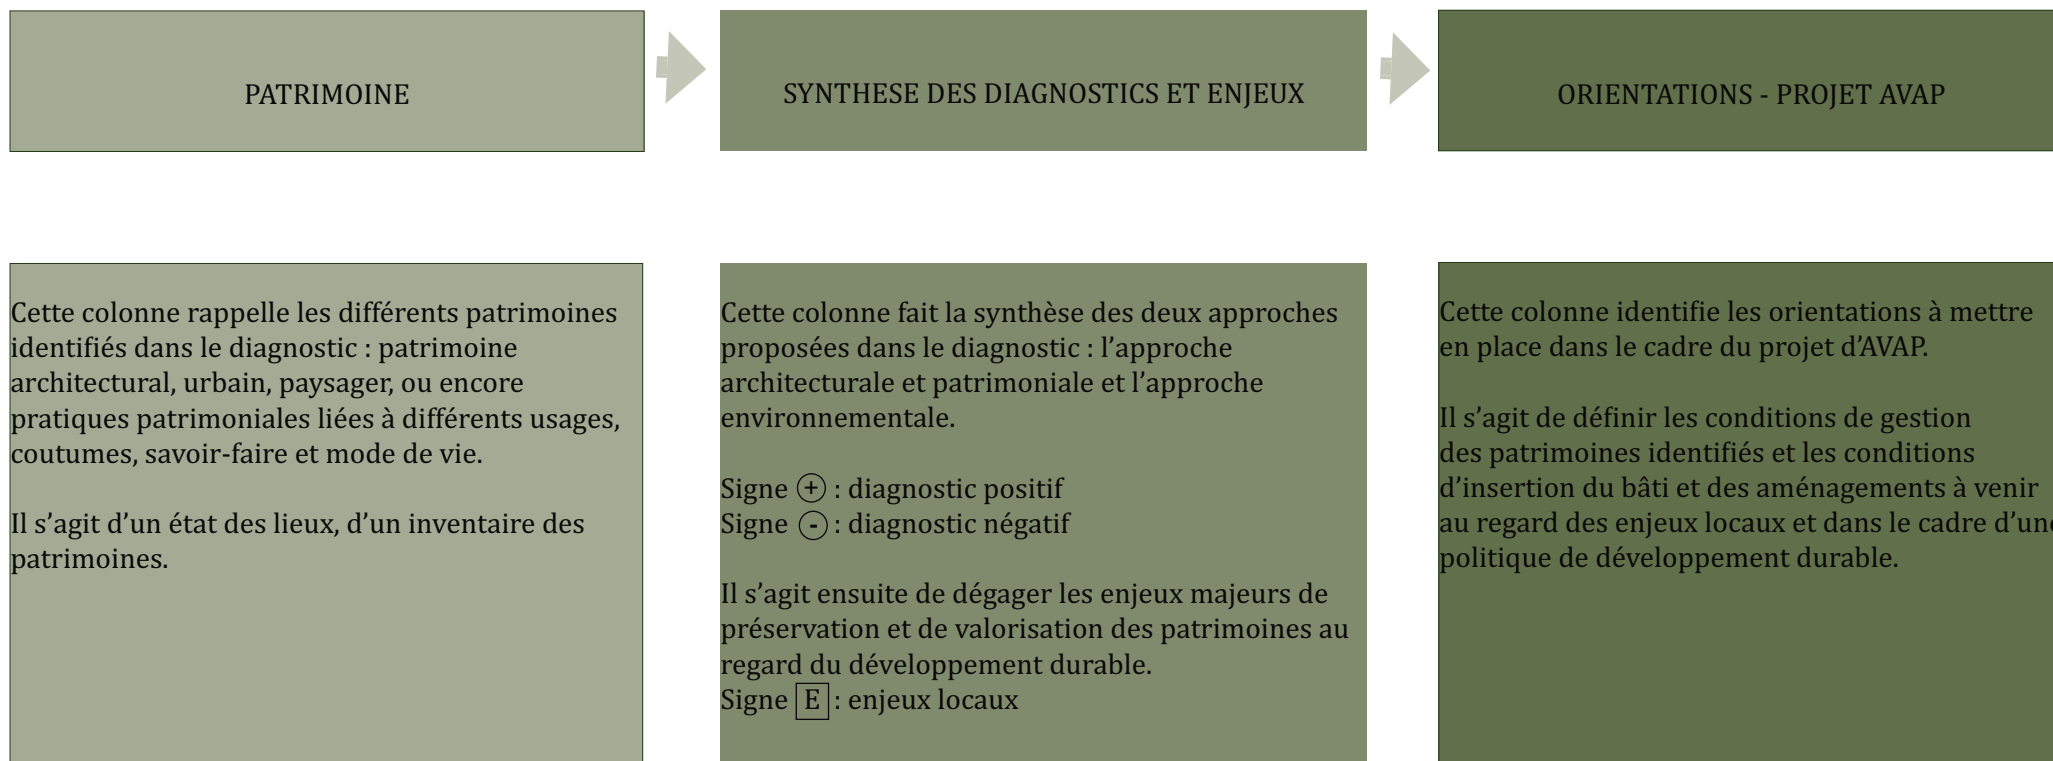 PATRIMOINE
SYNTHESE DES DIAGNOSTICS ET ENJEUX
ORIENTATIONS - PROJET AVAP
Cette colonne rappelle les différents patrimoines
identifiés dans le diagnostic : patrimoine
architectural, urbain, paysager, ou encore
pratiques patrimoniales liées à différents usages,
coutumes, savoir-faire et mode de vie.
Il s'agit d'un état des lieux, d'un inventaire des
patrimoines.
Cette colonne fait la synthèse des deux approches
proposées dans le diagnostic : l'approche
architecturale et patrimoniale et l'approche
environnementale.
Signe + : diagnostic positif
Signe - : diagnostic négatif
Il s'agit ensuite de dégager les enjeux majeurs de
préservation et de valorisation des patrimoines au
regard du développement durable.
Signe E : enjeux locaux
Cette colonne identifie les orientations à mettre
en place dans le cadre du projet d'AVAP.
Il s'agit de définir les conditions de gestion
des patrimoines identifiés et les conditions
d'insertion du bâti et des aménagements à venir
au regard des enjeux locaux et dans le cadre d'une
politique de développement durable.